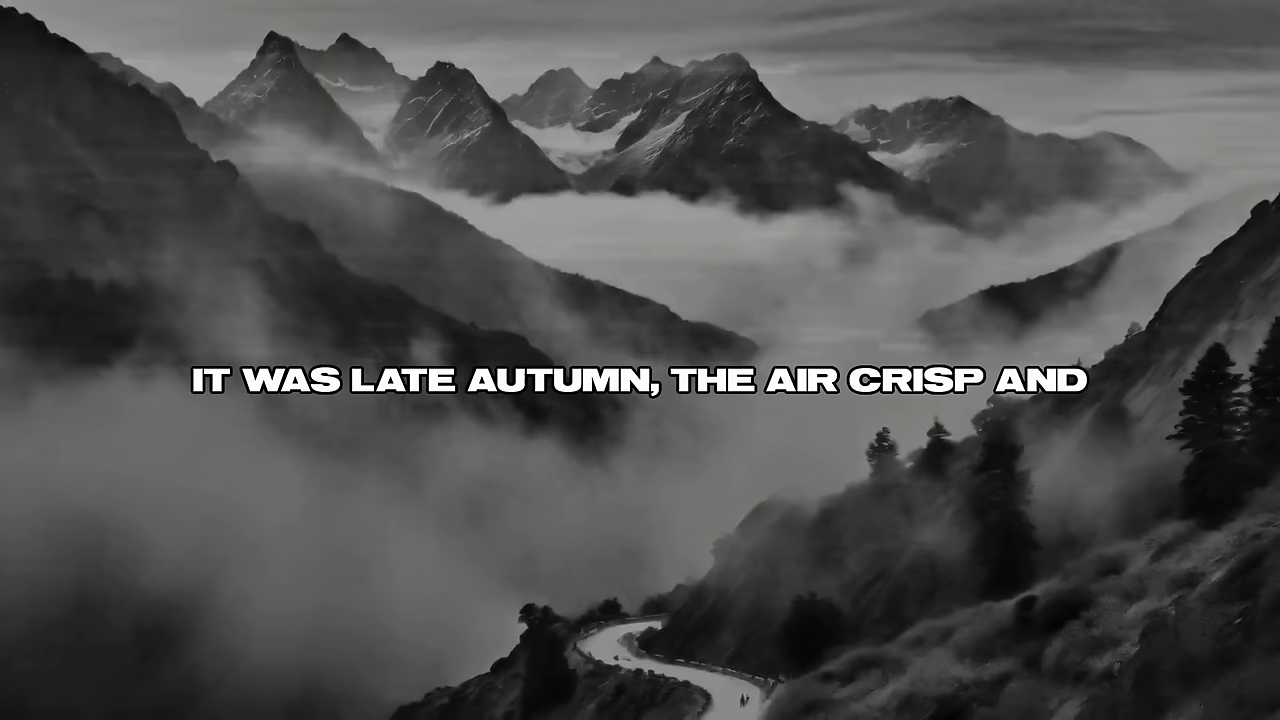 IT WAS LATE AUTUMN, THE AIR CRISP AND